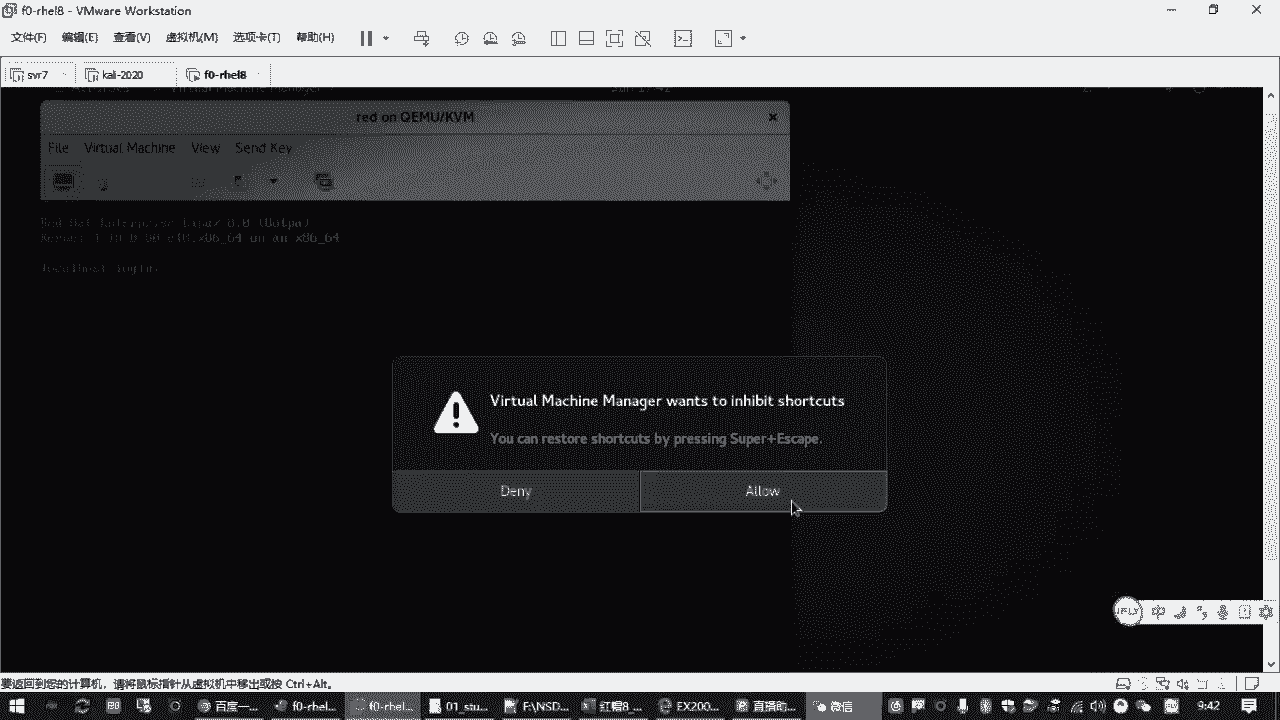 f0-rhel8 - VMware Workstation
文件(F) 编辑(E) 查看(V) 虚拟机(M) 选项卡(T) 帮助(H)
svr7 kali-2020 f0-rhel8
red on QEMU/KVM
File Virtual Machine View Send Key
localhost login:
Virtual Machine Manager wants to inhibit shortcuts
You can restore shortcuts by pressing Super+Escape.
Deny Allow
iFLY 中
要返回到您的计算机，请将鼠标指针从虚拟机中移出或按 Ctrl+Alt。
百度一... f0-rhel... f0-rhel... 01_stu... F:\NSD... 红帽8_... EX200... 直播的... 微信 9:42